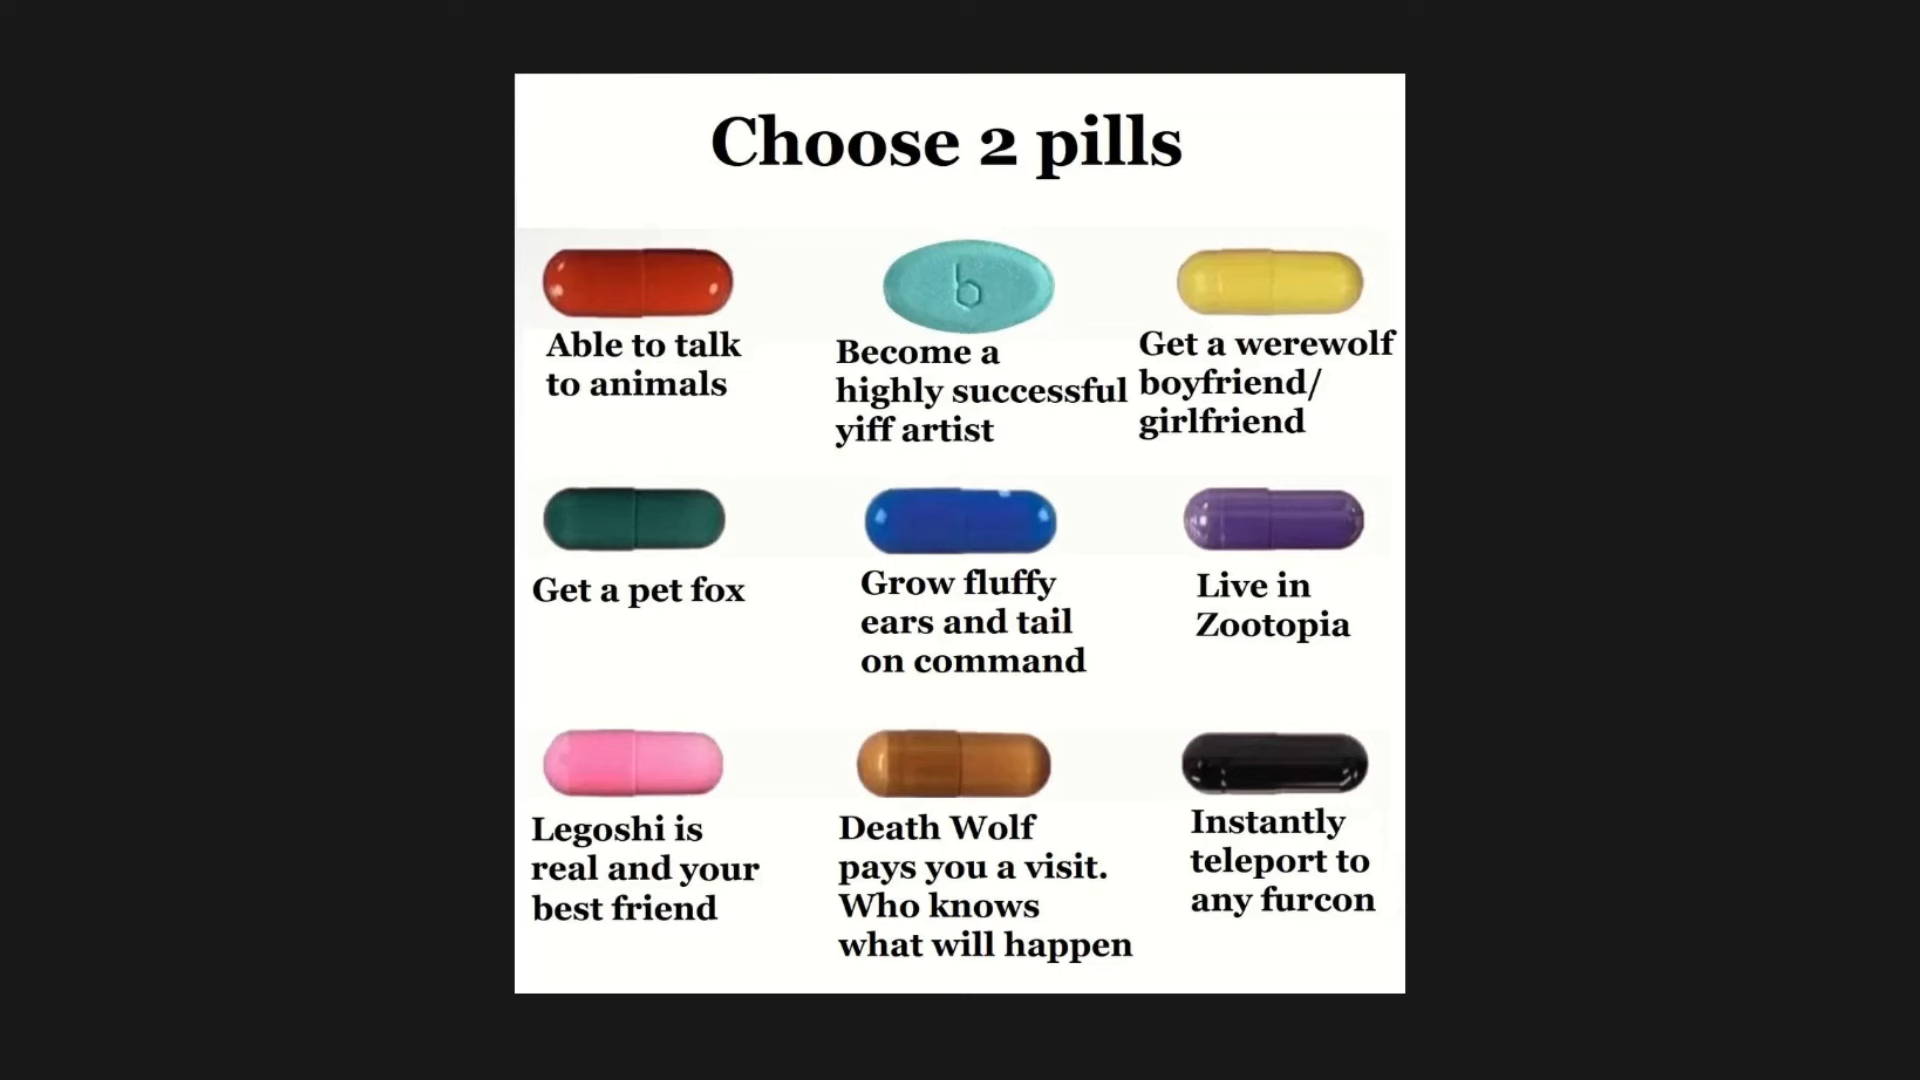 Choose 2 pills
b
Able to talk
to animals
Become a
highly successful
yiff artist
Get a werewolf
boyfriend/
girlfriend
Get a pet fox
Grow fluffy
ears and tail
on command
Live in
Zootopia
Legoshi is
real and your
best friend
Death Wolf
pays you a visit.
Who knows
what will happen
Instantly
teleport to
any furcon